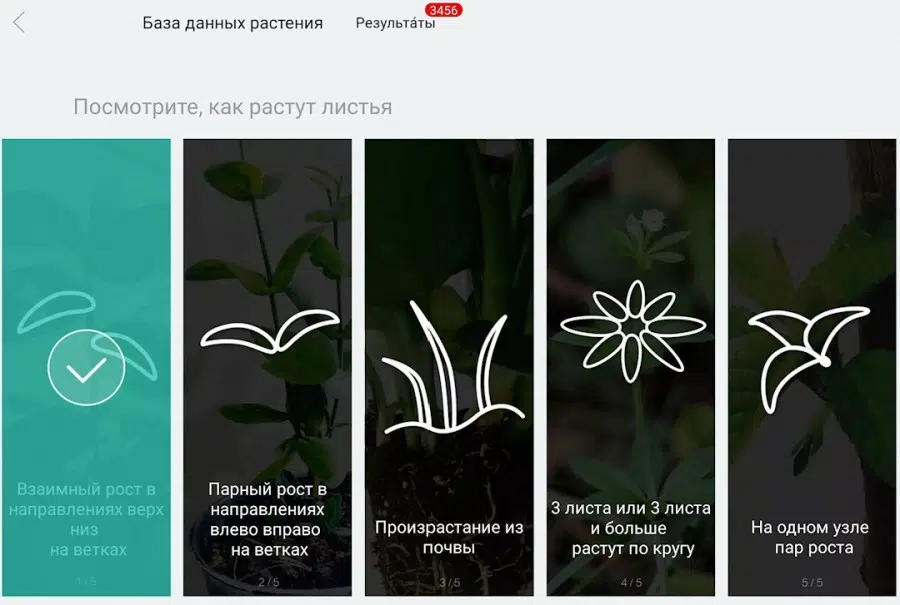 База данных растения
Результа́ты
3456
Посмотрите, как растут листья
Взаимный рост в
направлениях верх
низ
на ветках
1/5
Парный рост в
направлениях
влево вправо
на ветках
2/5
Произрастание из
почвы
3/5
3 листа или 3 листа
и больше
растут по кругу
4/5
На одном узле
пар роста
5/5